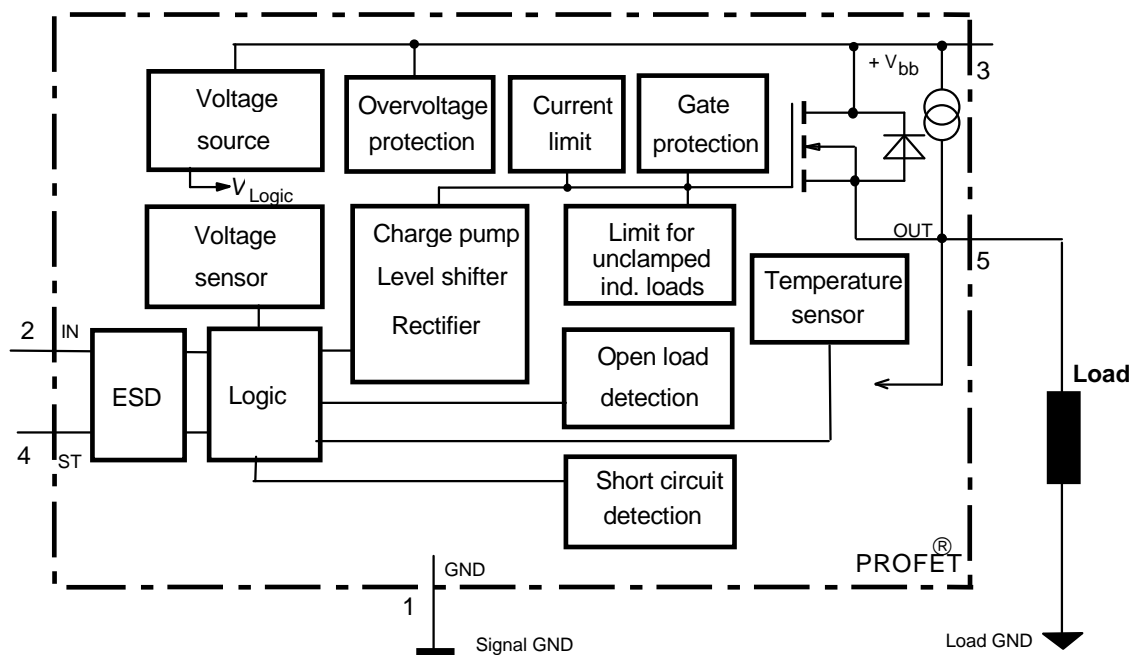 + V bb
3
Voltage
source
Overvoltage
protection
Current
limit
Gate
protection
V Logic
Voltage
sensor
Charge pump
Level shifter
Rectifier
Limit for
unclamped
ind. loads
OUT
5
Temperature
sensor
2
IN
ESD
Logic
Open load
detection
Load
4
ST
Short circuit
detection
PROFET®
GND
1
Signal GND
Load GND